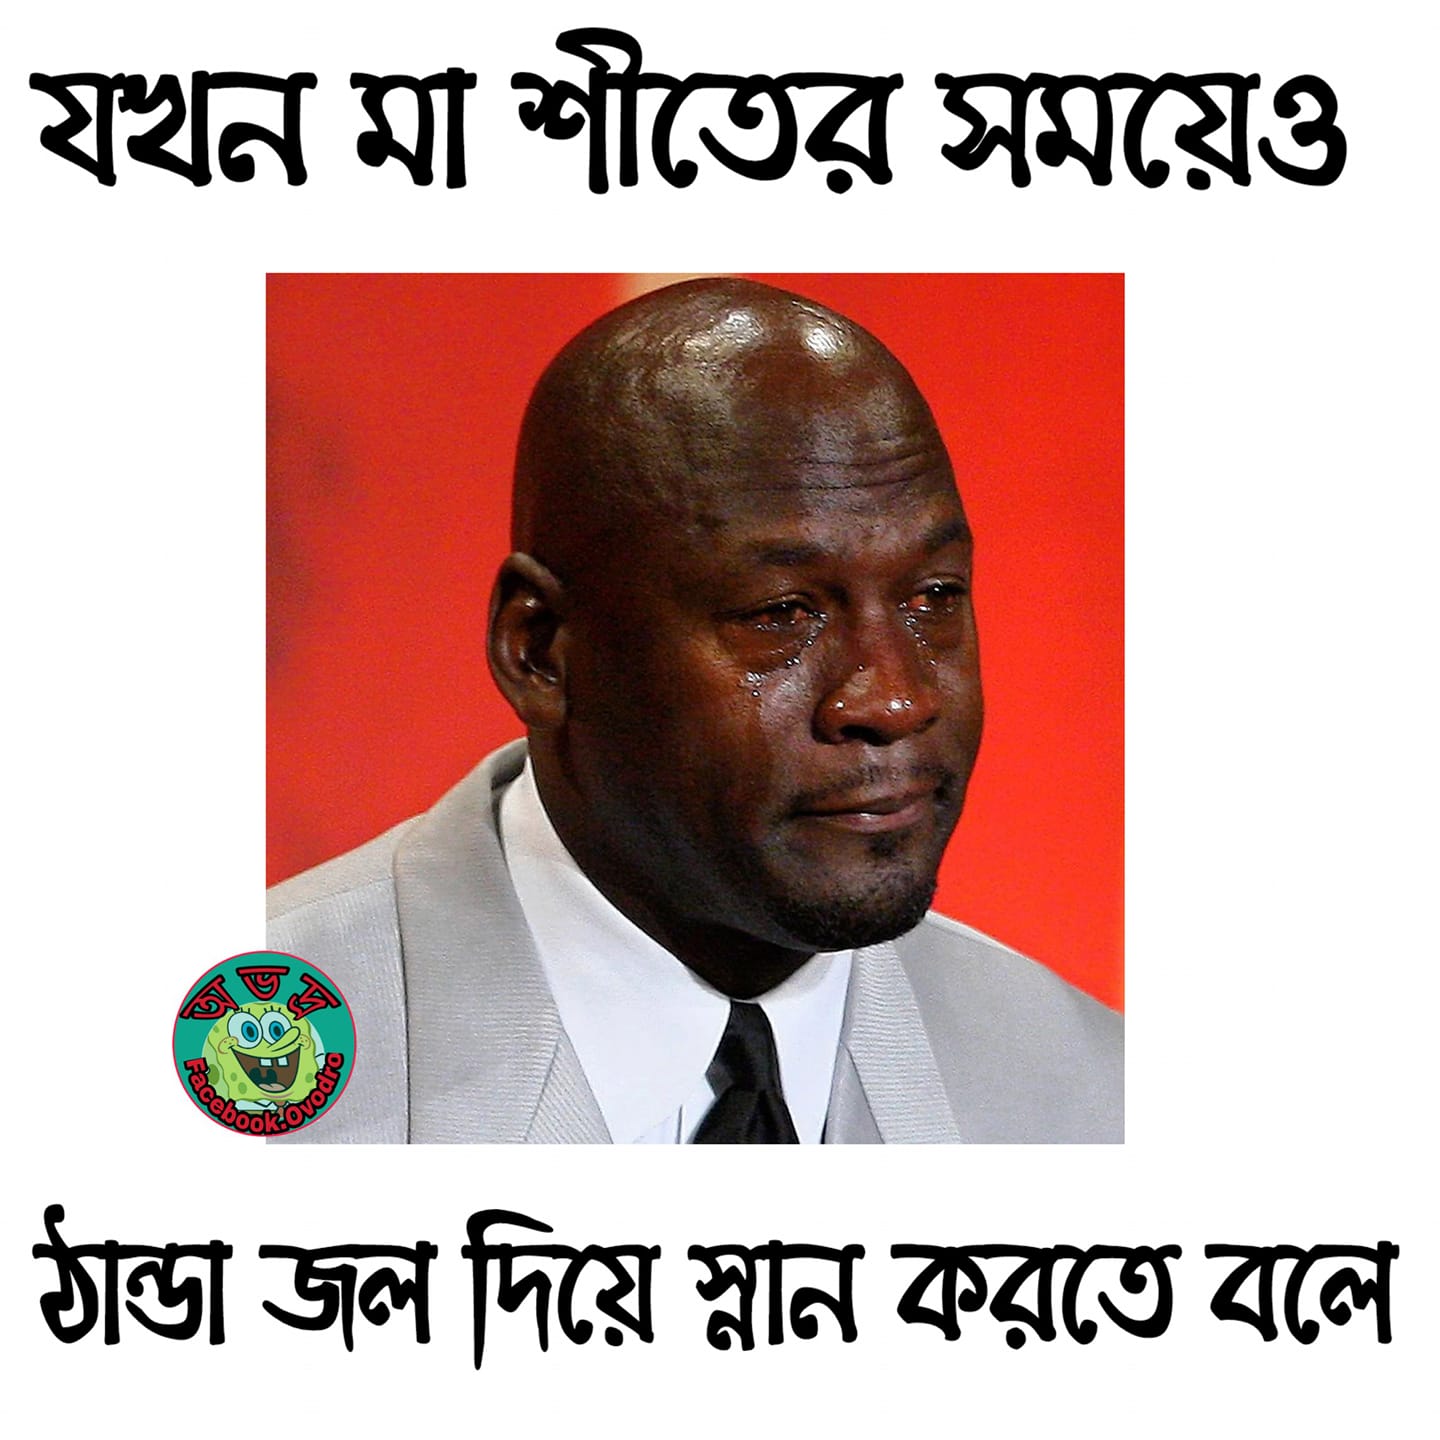 যখন মা শীতের সময়েও
অভদ্র
Facebook.Ovodro
ঠান্ডা জল দিয়ে স্নান করতে বলে